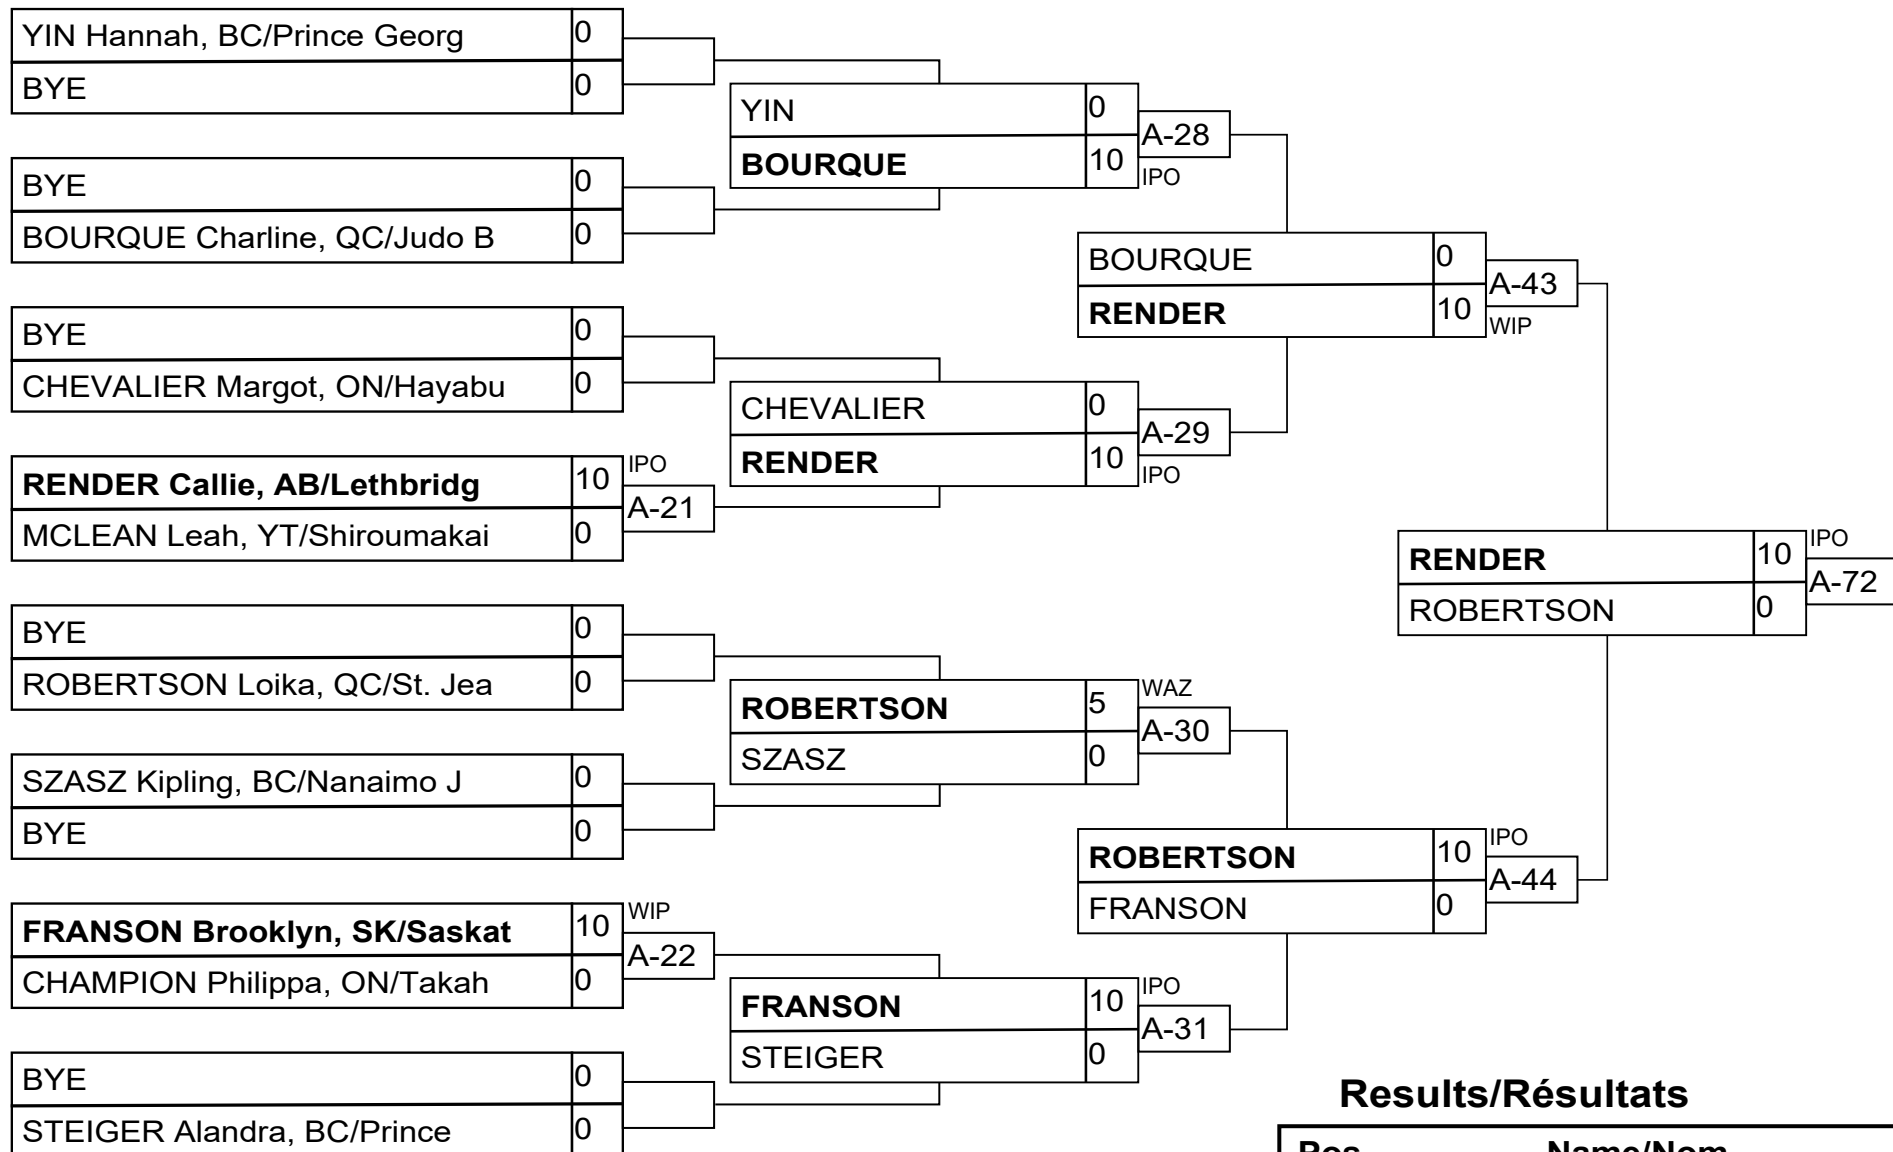 YIN Hannah, BC/Prince Georg 0
BYE 0
BYE 0
BOURQUE Charline, QC/Judo B 0
BYE 0
CHEVALIER Margot, ON/Hayabu 0
RENDER Callie, AB/Lethbridg 10 IPO
A-21
MCLEAN Leah, YT/Shiroumakai 0
BYE 0
ROBERTSON Loika, QC/St. Jea 0
SZASZ Kipling, BC/Nanaimo J 0
BYE 0
FRANSON Brooklyn, SK/Saskat 10 WIP
A-22
CHAMPION Philippa, ON/Takah 0
BYE 0
STEIGER Alandra, BC/Prince 0
YIN 0
A-28
BOURQUE 10 IPO
CHEVALIER 0
A-29
RENDER 10 IPO
ROBERTSON 5 WAZ
A-30
SZASZ 0
FRANSON 10 IPO
A-31
STEIGER 0
BOURQUE 0
A-43
RENDER 10 WIP
ROBERTSON 10 IPO
A-44
FRANSON 0
RENDER 10 IPO
A-72
ROBERTSON 0
Results/Résultats
Pos Name/Nom